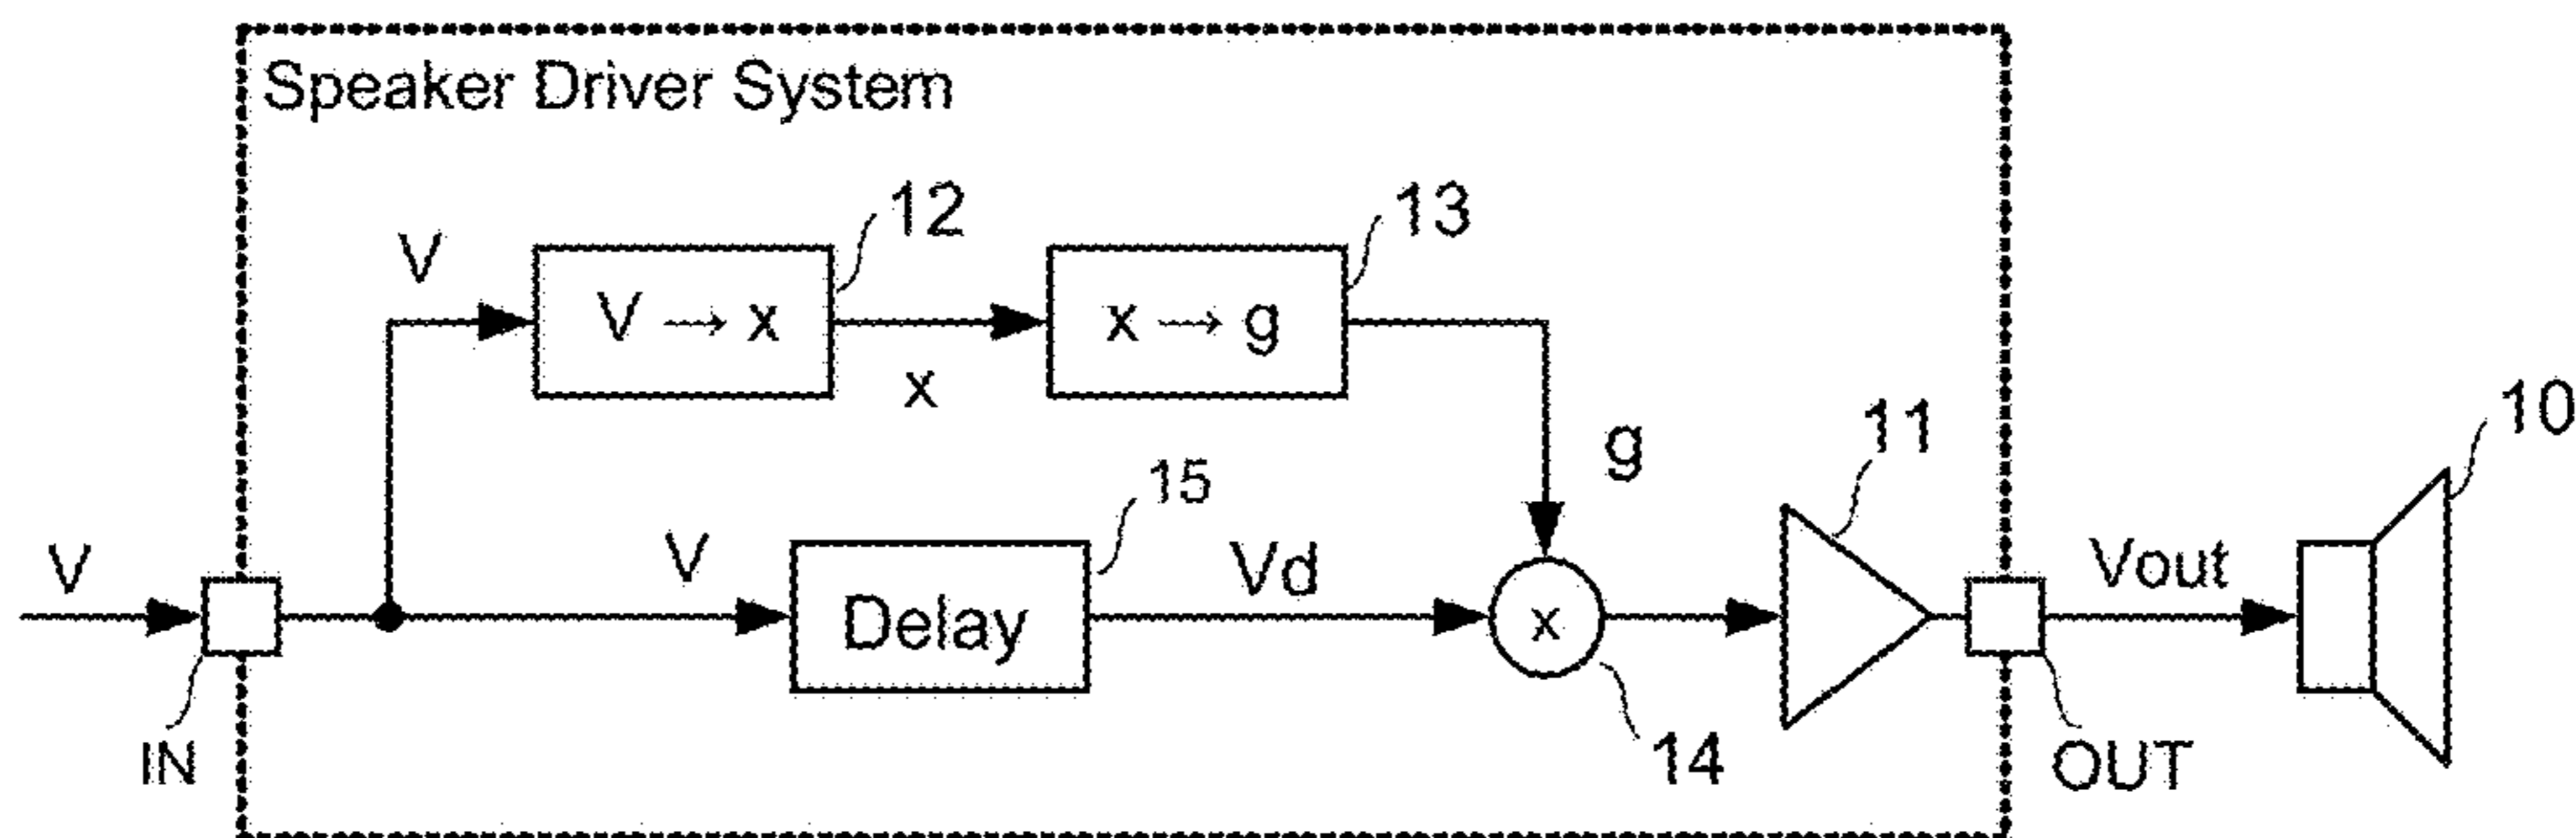 Speaker Driver System
12
13
V
V → x
x → g
x
g
11
10
15
V
V
Delay
Vd
x
Vout
IN
14
OUT